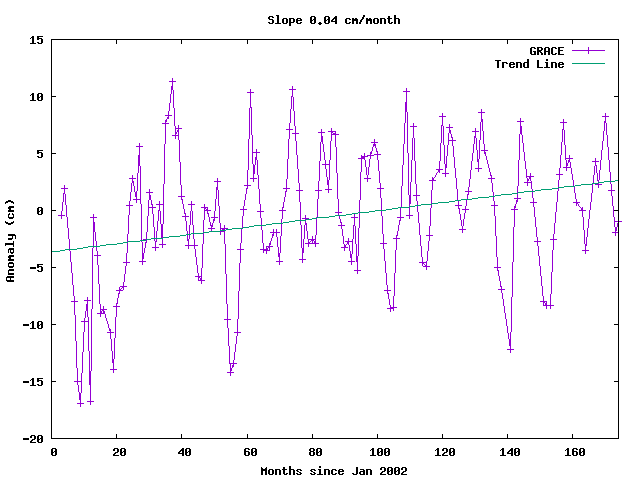 Slope 0.04 cm/month
GRACE
Trend Line
15
10
5
0
-5
-10
-15
-20
Anomaly (cm)
0 20 40 60 80 100 120 140 160
Months since Jan 2002